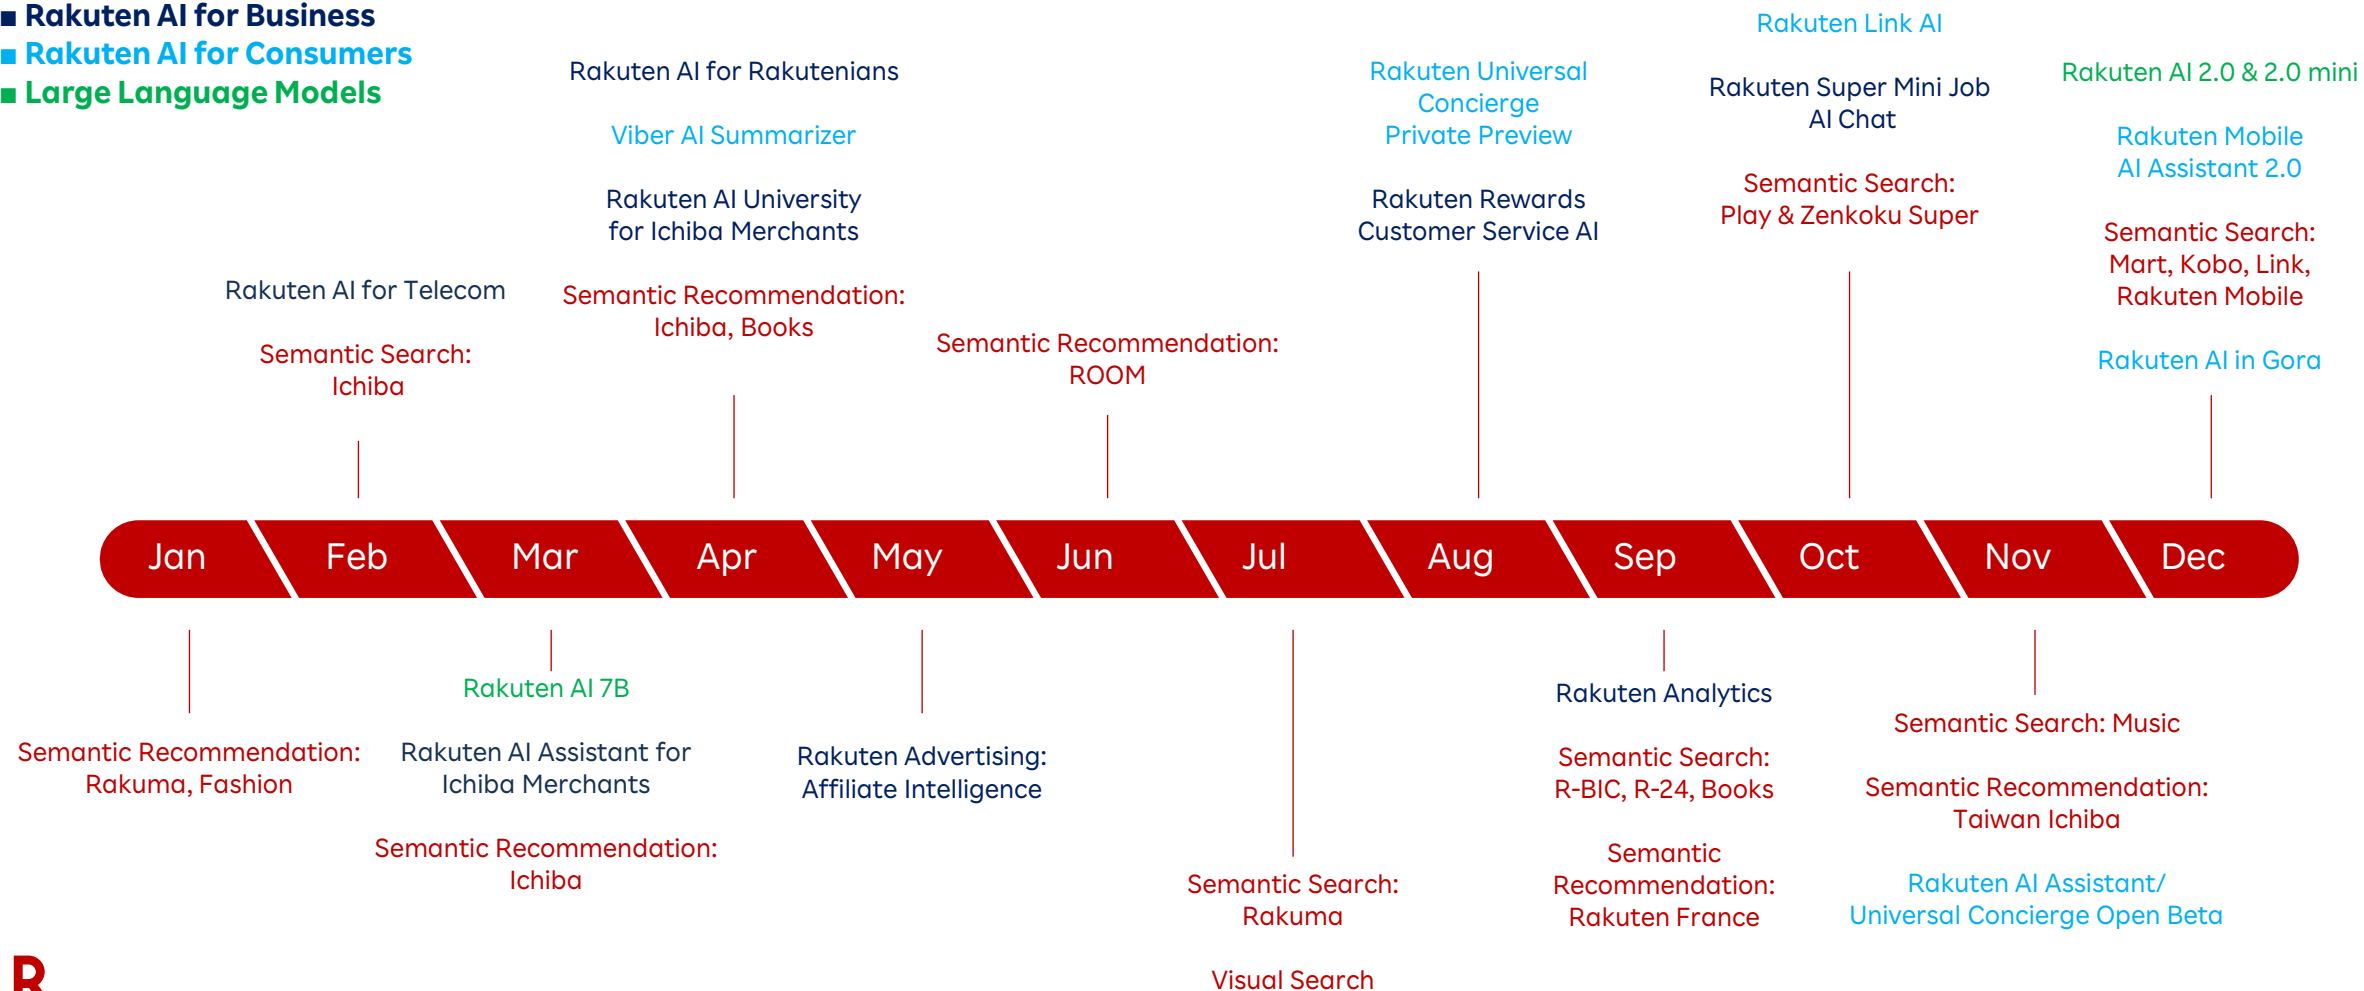 ■ Rakuten AI for Business
■ Rakuten AI for Consumers
■ Large Language Models
Rakuten AI for Telecom
Semantic Search:
Ichiba
Rakuten AI for Rakutenians
Viber AI Summarizer
Rakuten AI University
for Ichiba Merchants
Semantic Recommendation:
Ichiba, Books
Semantic Recommendation:
ROOM
Rakuten Universal
Concierge
Private Preview
Rakuten Rewards
Customer Service AI
Rakuten Link AI
Rakuten Super Mini Job
AI Chat
Semantic Search:
Play & Zenkoku Super
Rakuten AI 2.0 & 2.0 mini
Rakuten Mobile
AI Assistant 2.0
Semantic Search:
Mart, Kobo, Link,
Rakuten Mobile
Rakuten AI in Gora
Jan
Feb
Mar
Apr
May
Jun
Jul
Aug
Sep
Oct
Nov
Dec
Semantic Recommendation:
Rakuma, Fashion
Rakuten AI 7B
Rakuten AI Assistant for
Ichiba Merchants
Semantic Recommendation:
Ichiba
Rakuten Advertising:
Affiliate Intelligence
Semantic Search:
Rakuma
Visual Search
Rakuten Analytics
Semantic Search:
R-BIC, R-24, Books
Semantic
Recommendation:
Rakuten France
Semantic Search: Music
Semantic Recommendation:
Taiwan Ichiba
Rakuten AI Assistant/
Universal Concierge Open Beta
R